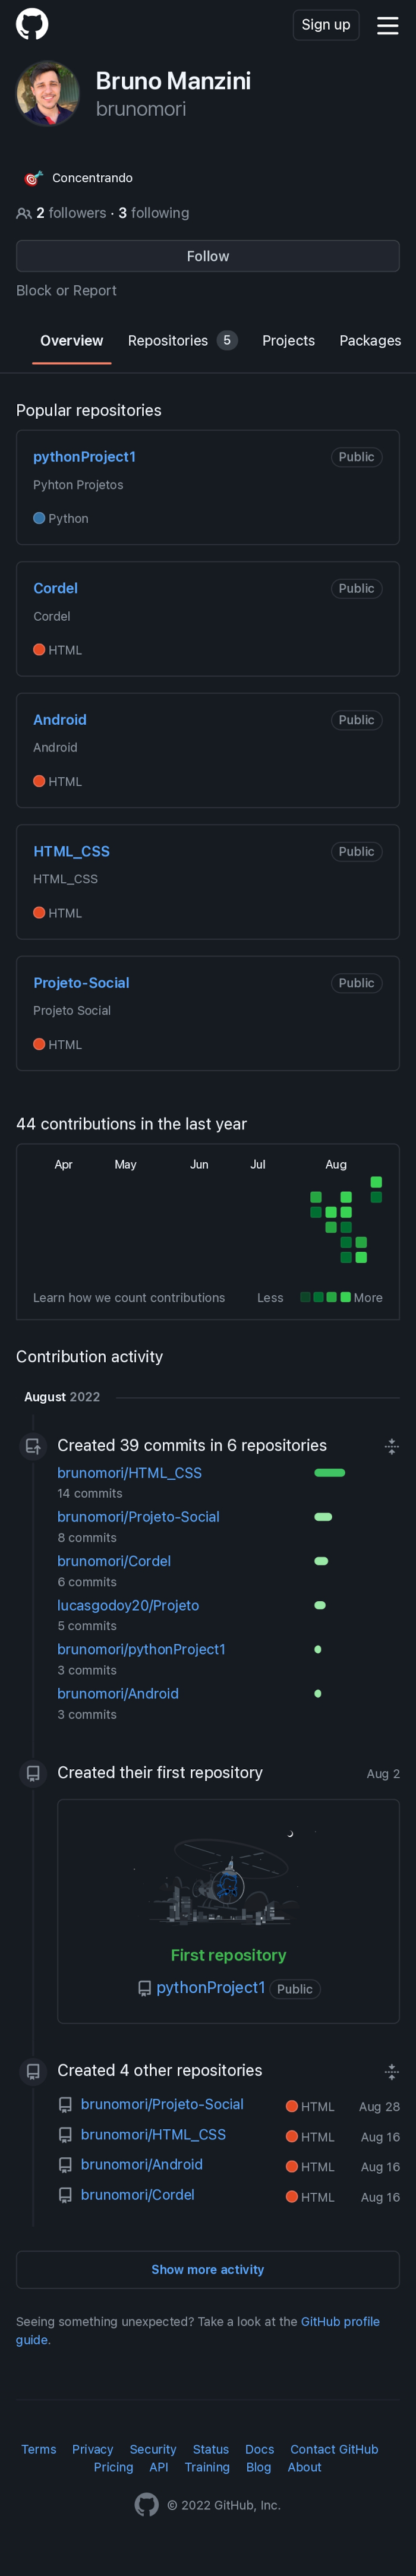 Sign up
Bruno Manzini
brunomori
Concentrando
2 followers · 3 following
Follow
Block or Report
Overview Repositories 5 Projects Packages
Popular repositories
pythonProject1 Public
Pyhton Projetos
Python
Cordel Public
Cordel
HTML
Android Public
Android
HTML
HTML_CSS Public
HTML_CSS
HTML
Projeto-Social Public
Projeto Social
HTML
44 contributions in the last year
Apr May Jun Jul Aug
Learn how we count contributions Less More
Contribution activity
August 2022
Created 39 commits in 6 repositories
brunomori/HTML_CSS
14 commits
brunomori/Projeto-Social
8 commits
brunomori/Cordel
6 commits
lucasgodoy20/Projeto
5 commits
brunomori/pythonProject1
3 commits
brunomori/Android
3 commits
Created their first repository Aug 2
First repository
pythonProject1 Public
Created 4 other repositories
brunomori/Projeto-Social HTML Aug 28
brunomori/HTML_CSS HTML Aug 16
brunomori/Android HTML Aug 16
brunomori/Cordel HTML Aug 16
Show more activity
Seeing something unexpected? Take a look at the GitHub profile
guide.
Terms Privacy Security Status Docs Contact GitHub
Pricing API Training Blog About
© 2022 GitHub, Inc.